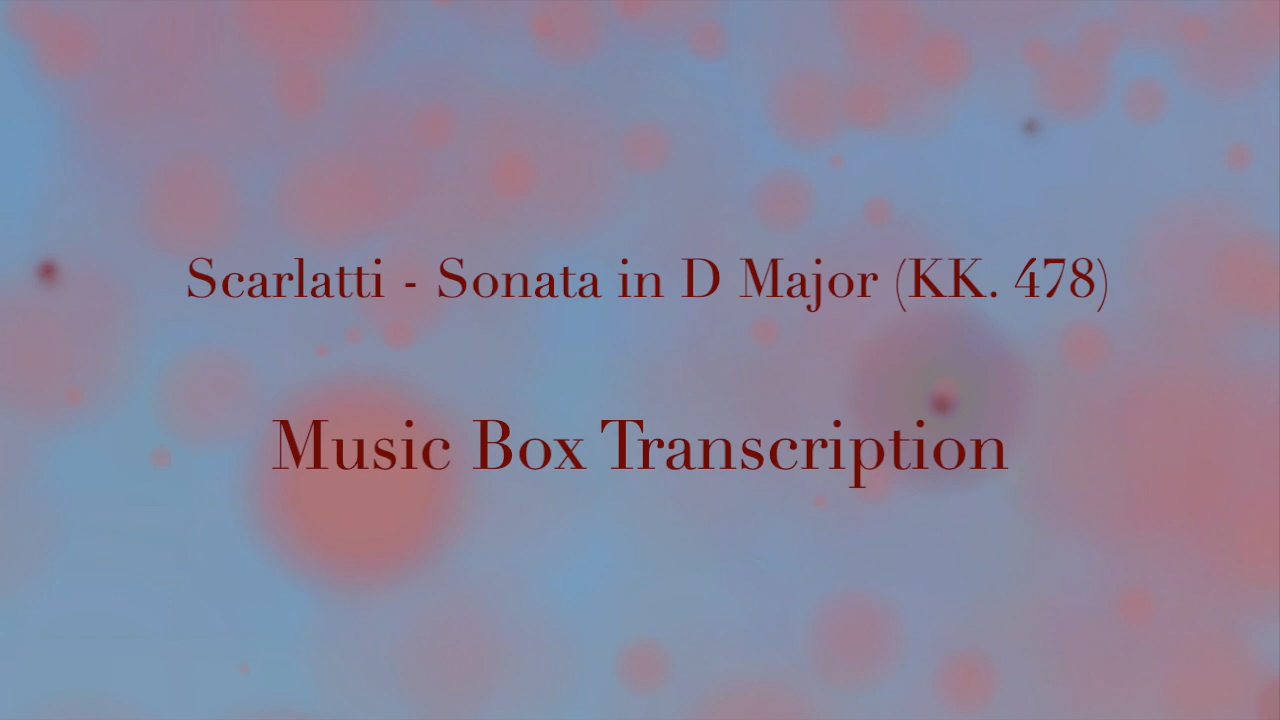 Scarlatti - Sonata in D Major (KK. 478)
Music Box Transcription